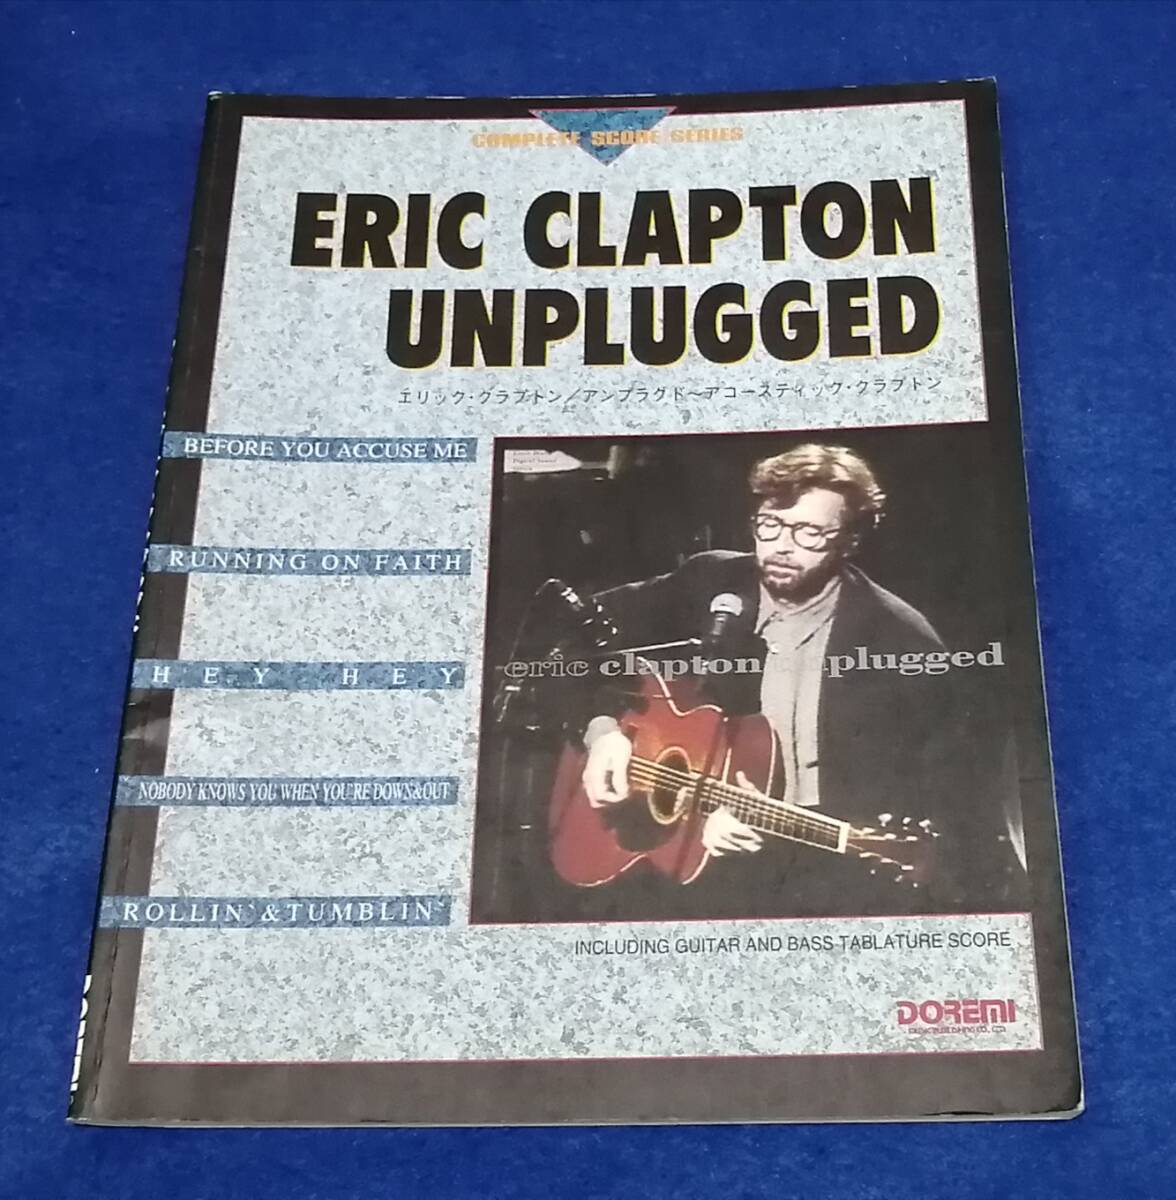 COMPLETE SCORE SERIES
ERIC CLAPTON
UNPLUGGED
エリック・クラプトン／アンプラグド～アコースティック・クラプトン
BEFORE YOU ACCUSE ME
RUNNING ON FAITH
HEY HEY
NOBODY KNOWS YOU WHEN YOU'RE DOWN&OUT
ROLLIN'&TUMBLIN'
eric clapton unplugged
INCLUDING GUITAR AND BASS TABLATURE SCORE
DOREMI